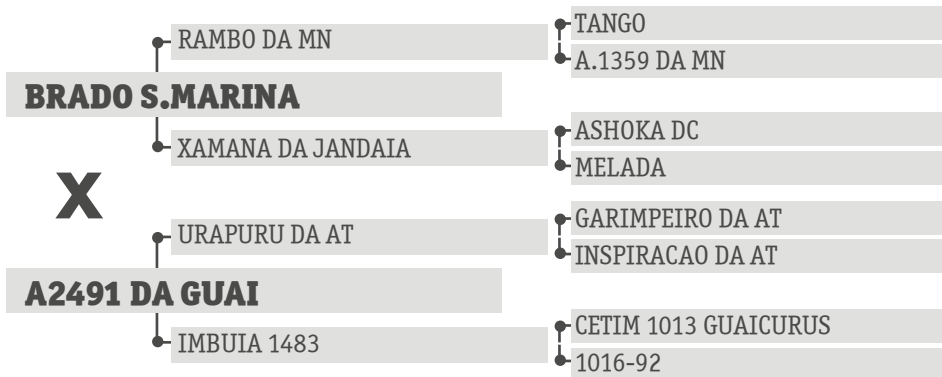 TANGO
RAMBO DA MN
A.1359 DA MN
BRADO S.MARINA
ASHOKA DC
XAMANA DA JANDAIA
MELADA
X
GARIMPEIRO DA AT
URAPURU DA AT
INSPIRACAO DA AT
A2491 DA GUAI
CETIM 1013 GUAICURUS
IMBUIA 1483
1016-92